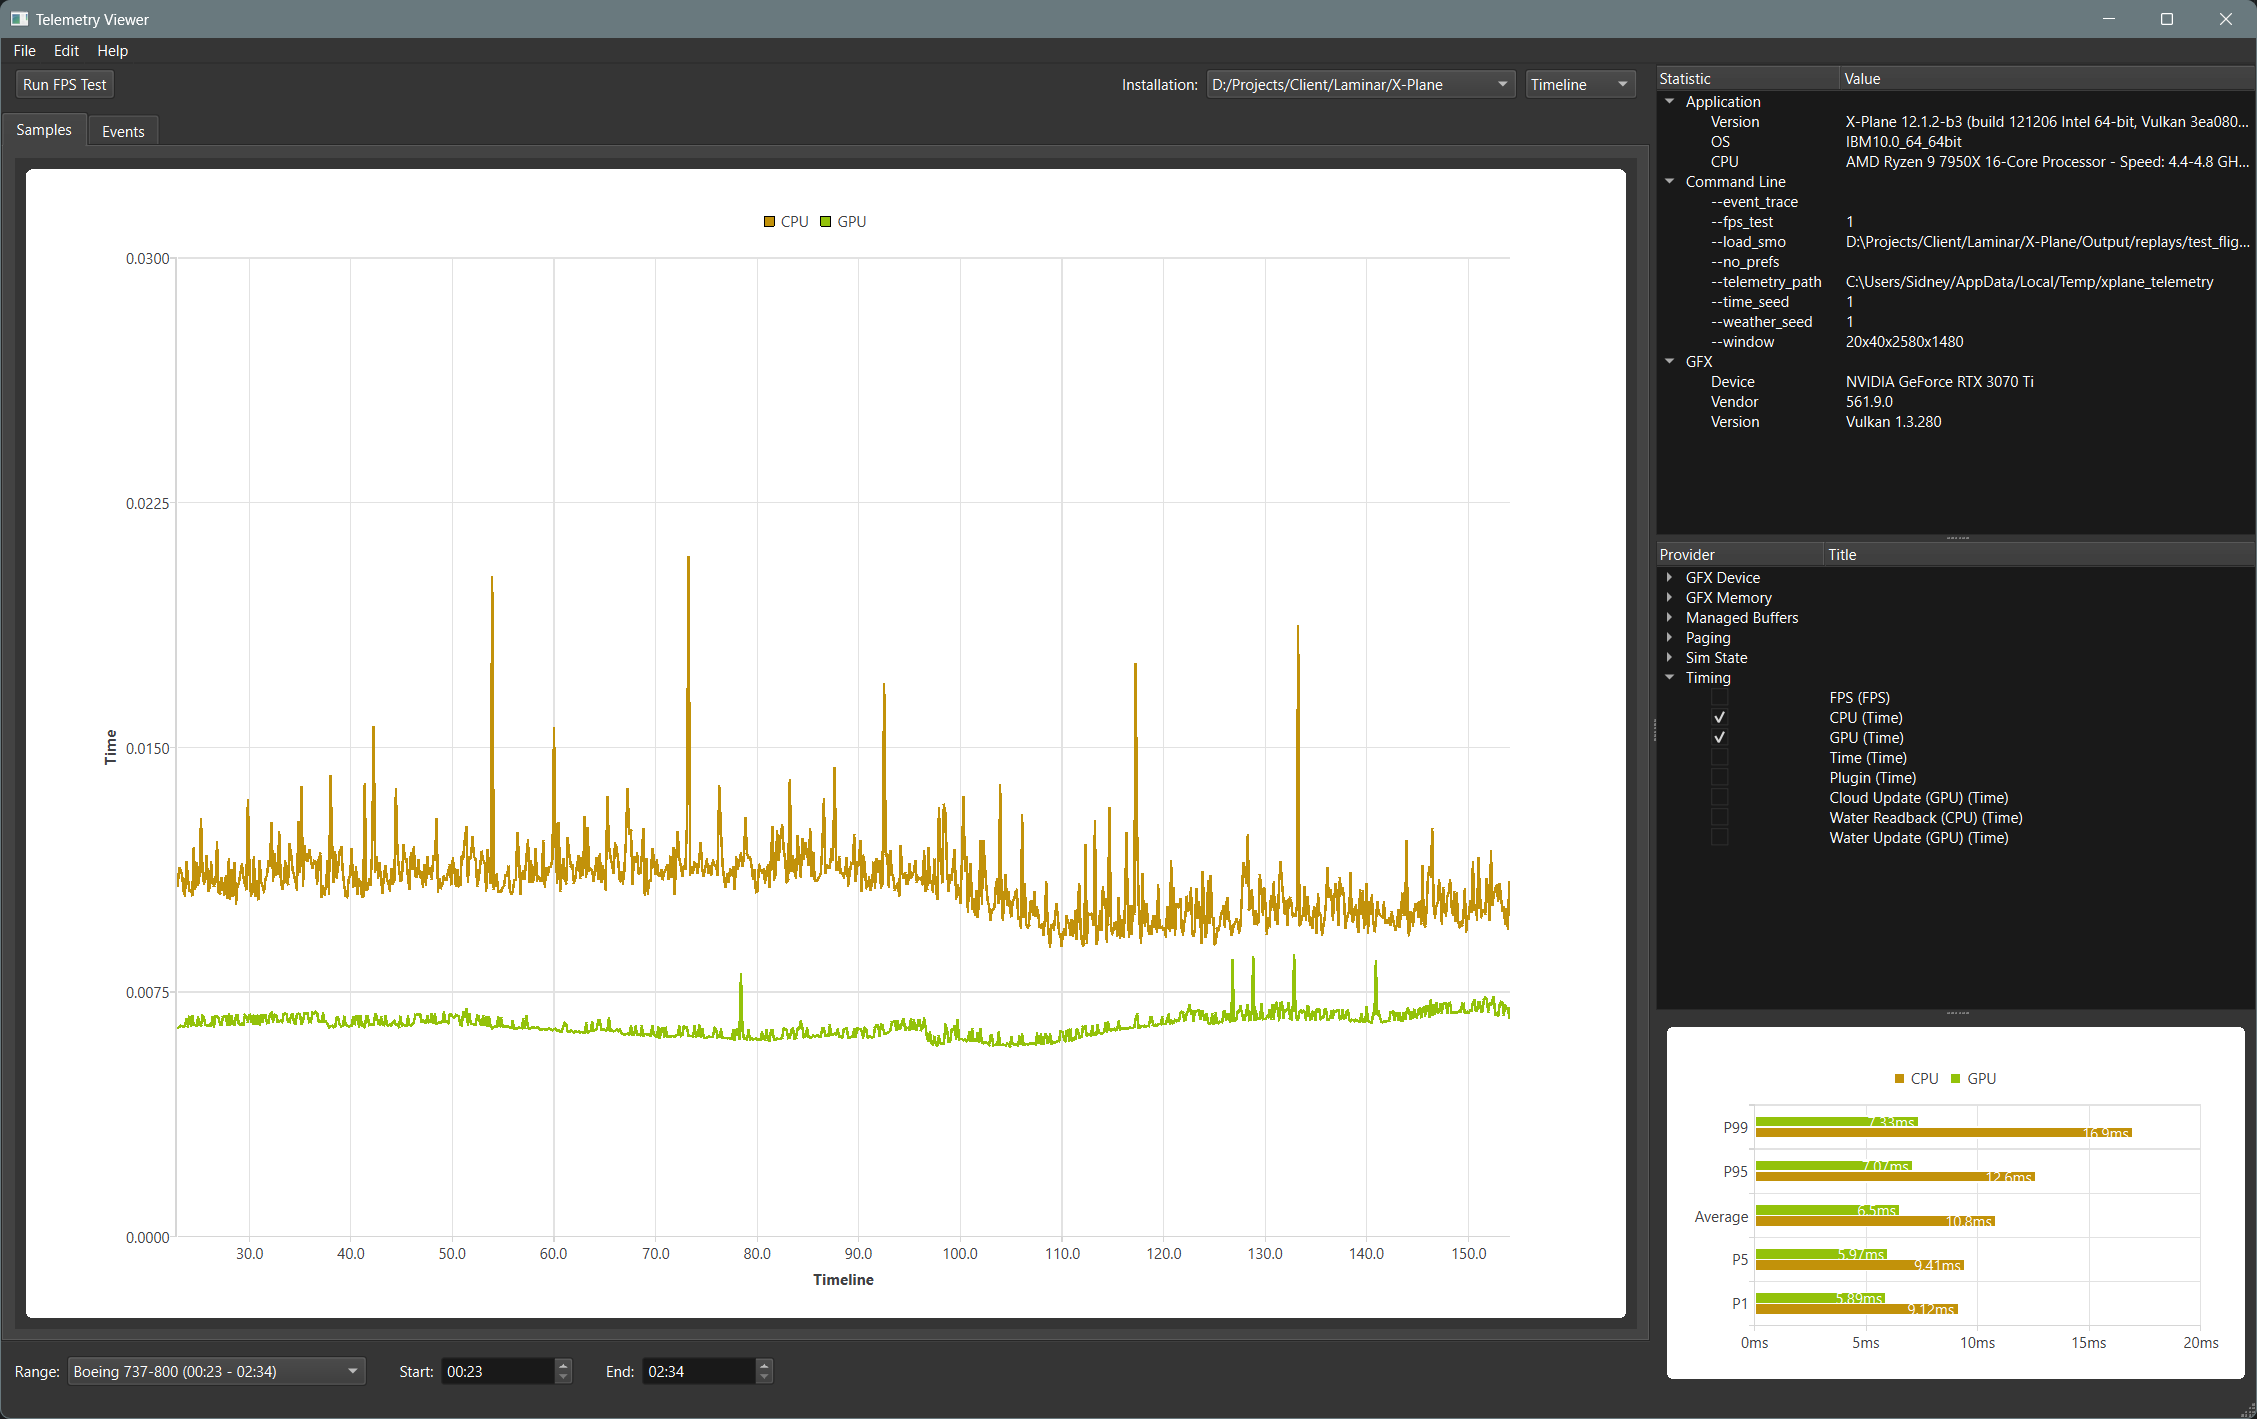 Telemetry Viewer
File Edit Help
Run FPS Test
Installation: D:/Projects/Client/Laminar/X-Plane Timeline
Samples Events
CPU GPU
0.0300
0.0225
0.0150
0.0075
0.0000
Time
30.0 40.0 50.0 60.0 70.0 80.0 90.0 100.0 110.0 120.0 130.0 140.0 150.0
Timeline
Range: Boeing 737-800 (00:23 - 02:34) Start: 00:23 End: 02:34
Statistic Value
Application
Version X-Plane 12.1.2-b3 (build 121206 Intel 64-bit, Vulkan 3ea080...
OS IBM10.0_64_64bit
CPU AMD Ryzen 9 7950X 16-Core Processor - Speed: 4.4-4.8 GH...
Command Line
--event_trace
--fps_test 1
--load_smo D:\Projects/Client/Laminar/X-Plane/Output/replays/test_flig...
--no_prefs
--telemetry_path C:\Users/Sidney/AppData/Local/Temp/xplane_telemetry
--time_seed 1
--weather_seed 1
--window 20x40x2580x1480
GFX
Device NVIDIA GeForce RTX 3070 Ti
Vendor 561.9.0
Version Vulkan 1.3.280
Provider Title
GFX Device
GFX Memory
Managed Buffers
Paging
Sim State
Timing
FPS (FPS)
CPU (Time)
GPU (Time)
Time (Time)
Plugin (Time)
Cloud Update (GPU) (Time)
Water Readback (CPU) (Time)
Water Update (GPU) (Time)
CPU GPU
P99 7.33ms
16.9ms
P95 7.07ms
12.6ms
Average 6.5ms
10.8ms
P5 5.97ms
9.41ms
P1 5.89ms
9.12ms
0ms 5ms 10ms 15ms 20ms